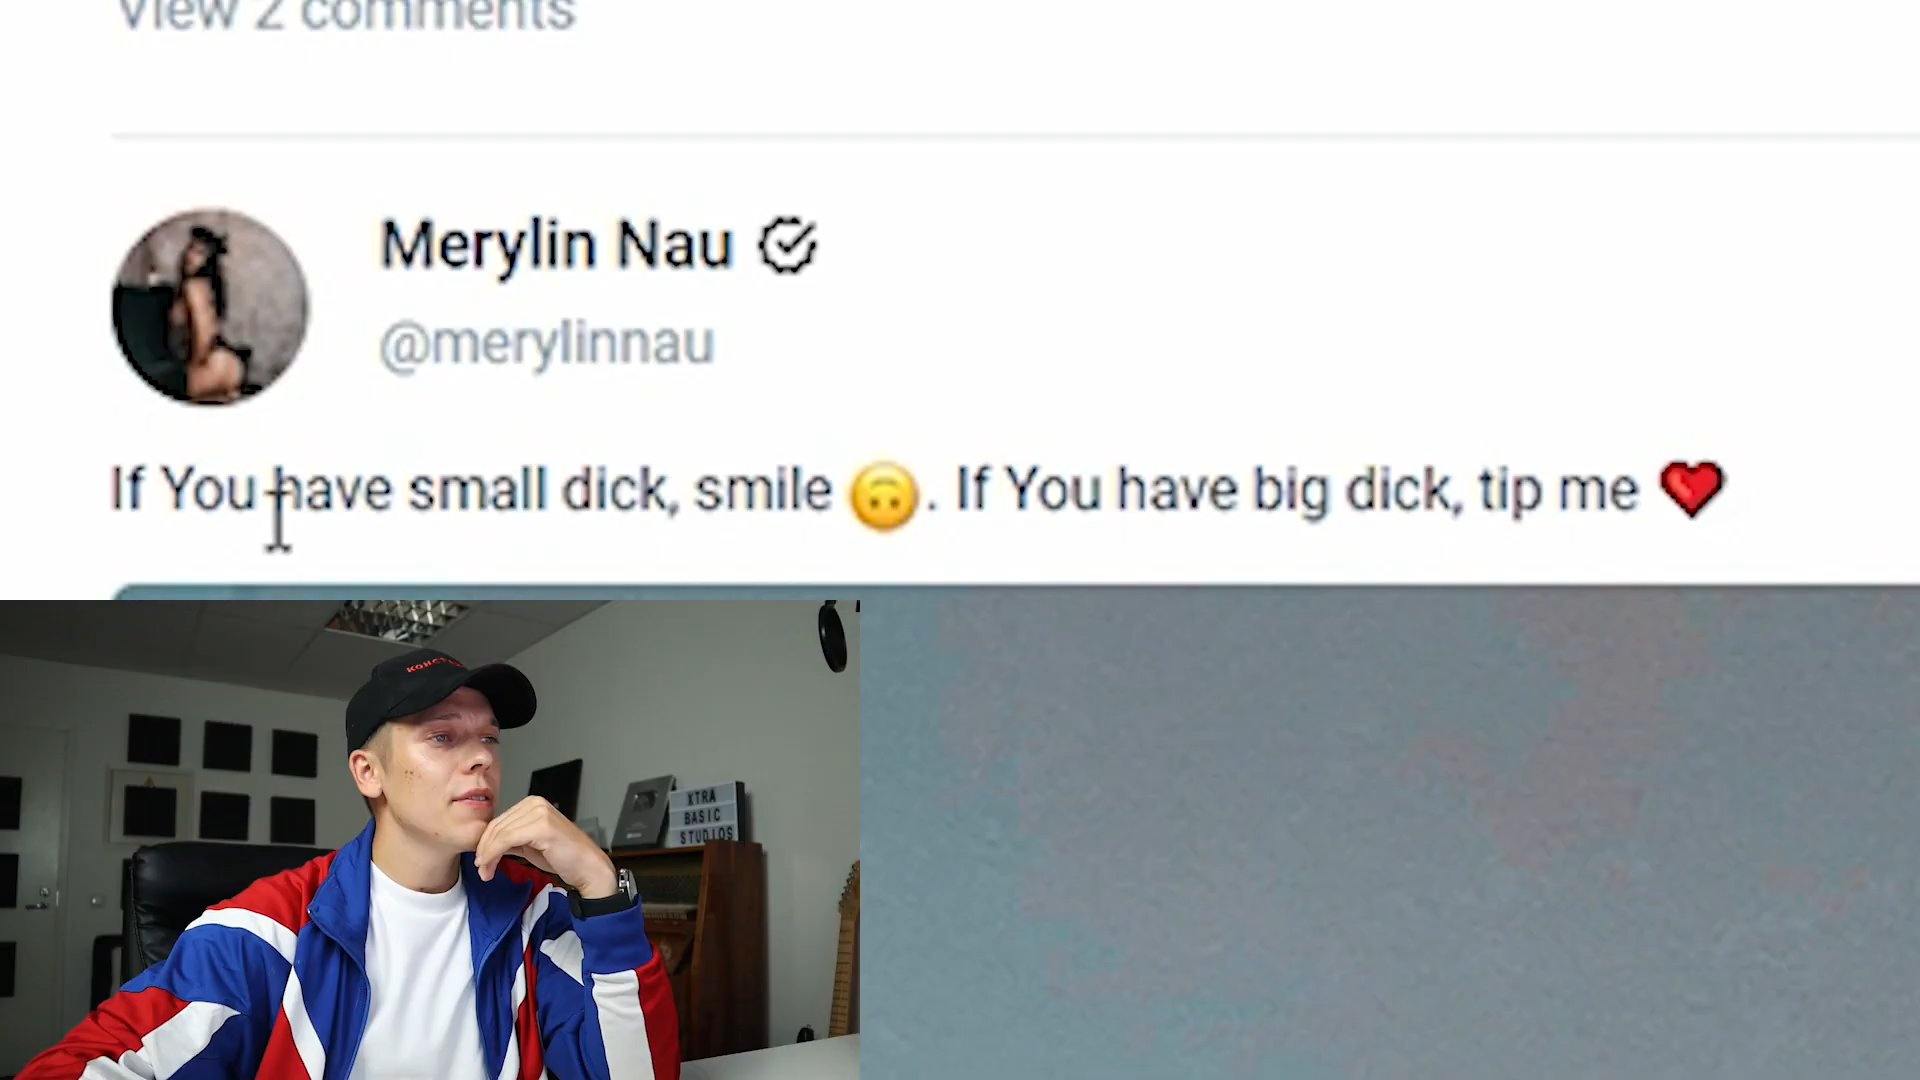 View 2 comments
Merylin Nau
@merylinnau
If You have small dick, smile 🙃. If You have big dick, tip me ❤️
XTRA
BASIC
STUDIOS